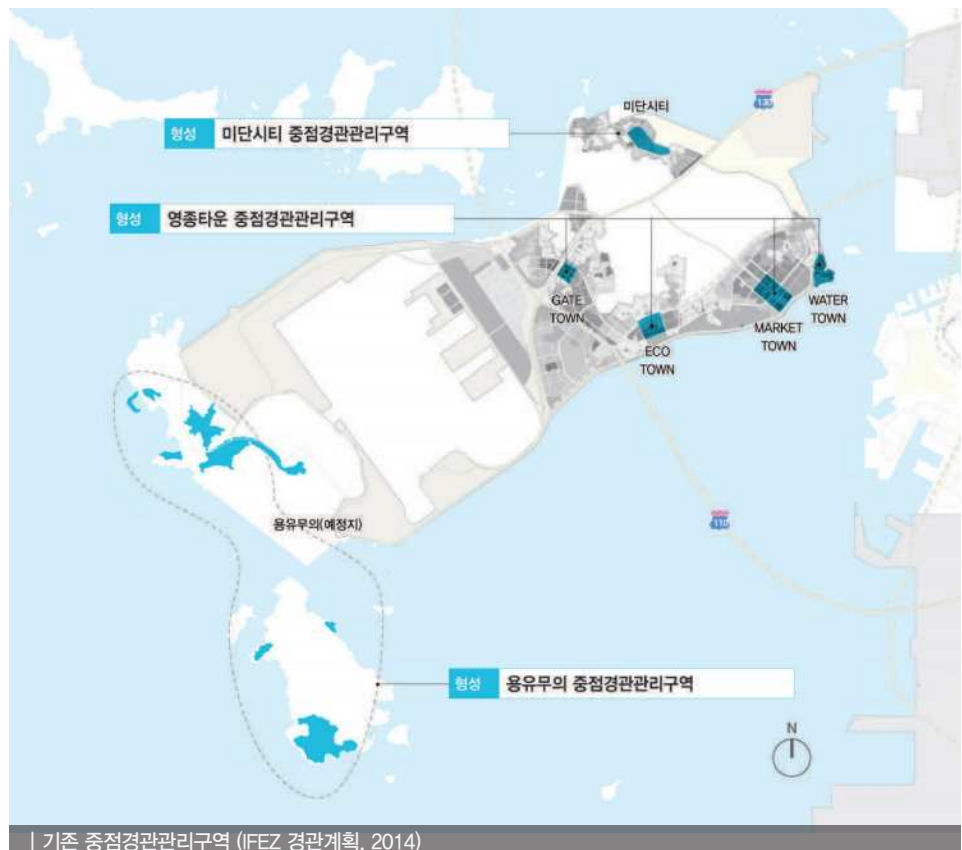 미단시티
130
형성 미단시티 중점경관관리구역
형성 영종타운 중점경관관리구역
GATE
TOWN
ECO
TOWN
MARKET
TOWN
WATER
TOWN
용유무의(예정지)
110
형성 용유무의 중점경관관리구역
N
| 기존 중점경관관리구역 (IFEZ 경관계획, 2014)